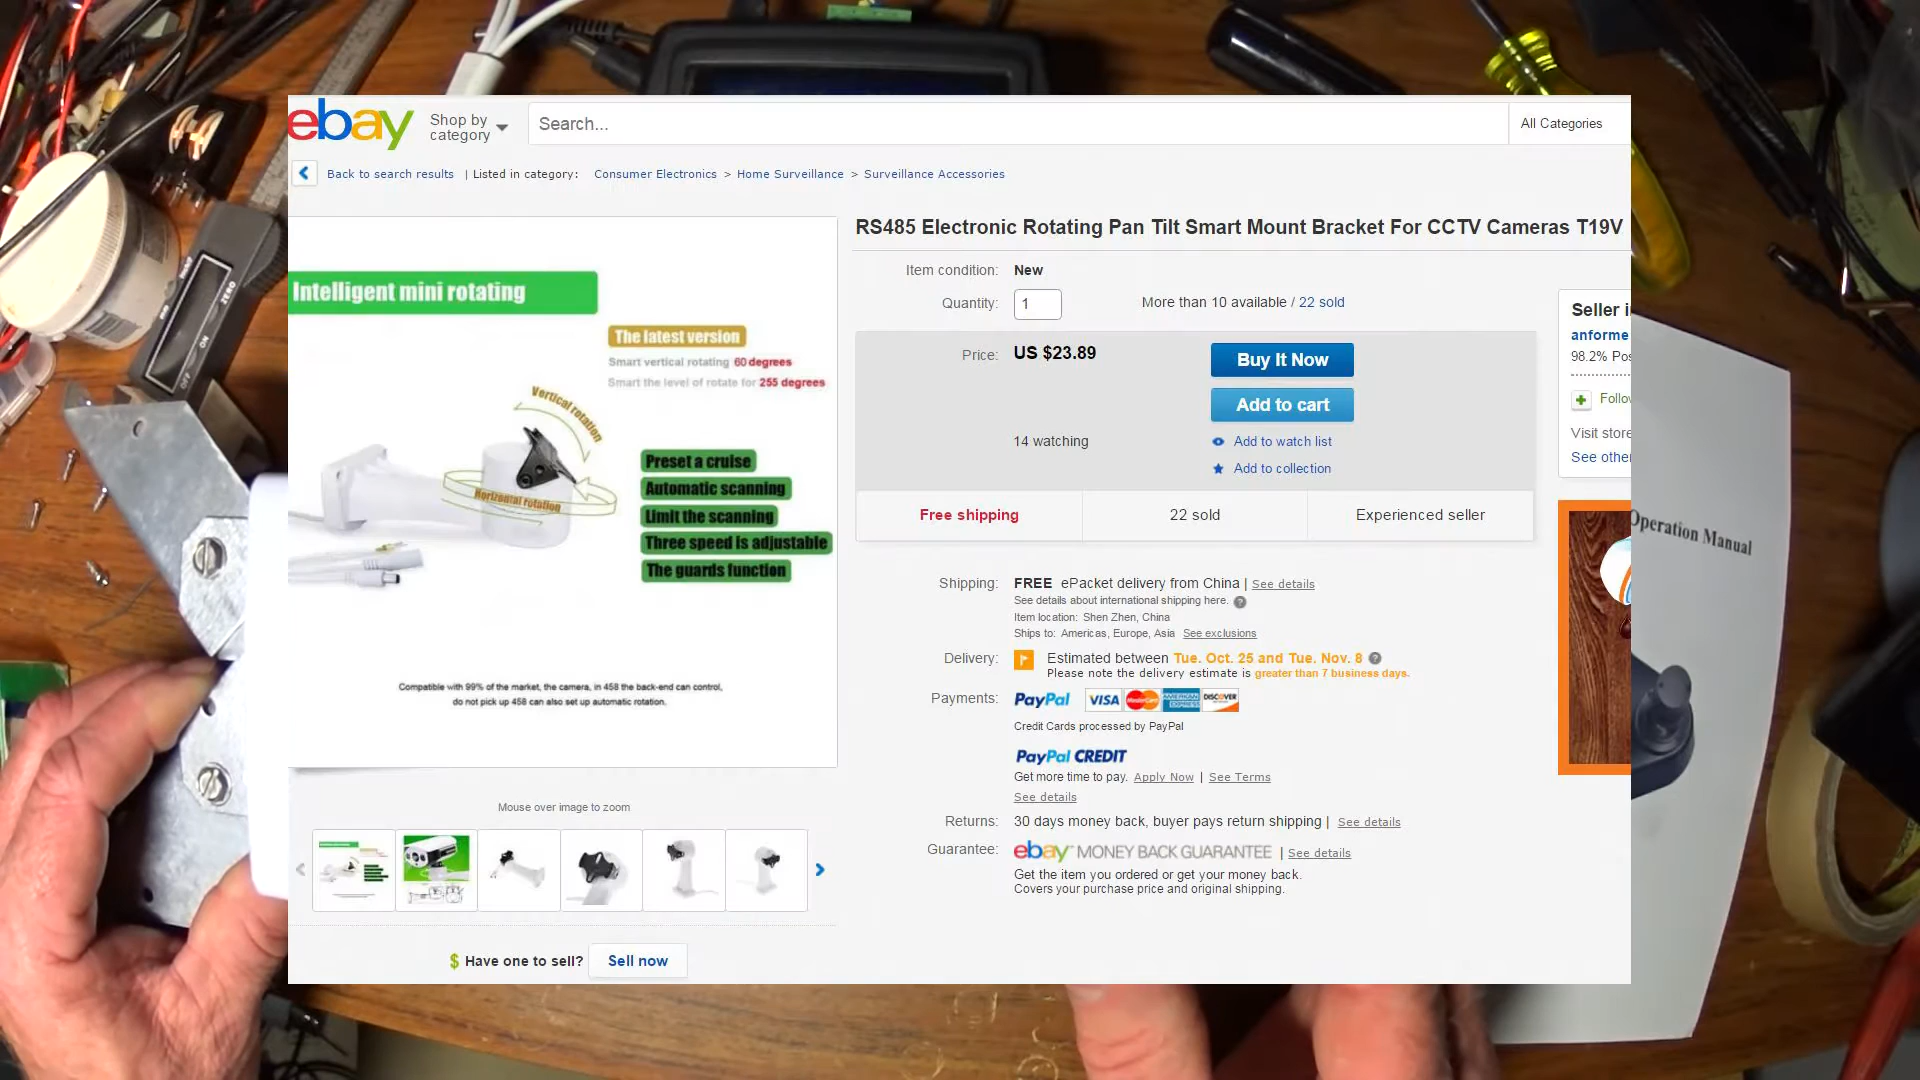 ebay
Shop by
category
Search...
All Categories
Back to search results | Listed in category: Consumer Electronics > Home Surveillance > Surveillance Accessories
RS485 Electronic Rotating Pan Tilt Smart Mount Bracket For CCTV Cameras T19V
Item condition: New
Quantity: 1
More than 10 available / 22 sold
Price: US $23.89
Buy It Now
Add to cart
14 watching
Add to watch list
Add to collection
Free shipping
22 sold
Experienced seller
Shipping: FREE ePacket delivery from China | See details
See details about international shipping here.
Item location: Shen Zhen, China
Ships to: Americas, Europe, Asia See exclusions
Delivery: Estimated between Tue. Oct. 25 and Tue. Nov. 8
Please note the delivery estimate is greater than 7 business days.
Payments: PayPal VISA MasterCard AMERICAN EXPRESS DISCOVER
Credit Cards processed by PayPal
PayPal CREDIT
Get more time to pay. Apply Now | See Terms
See details
Returns: 30 days money back, buyer pays return shipping | See details
Guarantee: ebay MONEY BACK GUARANTEE | See details
Get the item you ordered or get your money back.
Covers your purchase price and original shipping.
Intelligent mini rotating
The latest version
Smart vertical rotating 60 degrees
Smart the level of rotate for 255 degrees
Vertical rotation
Horizontal rotation
Preset a cruise
Automatic scanning
Limit the scanning
Three speed is adjustable
The guards function
Compatible with 99% of the market, the camera, in 458 the back-end can control,
do not pick up 458 can also set up automatic rotation.
Mouse over image to zoom
$ Have one to sell? Sell now
Seller i
anforme
98.2% Pos
Follo
Visit store
See other
Operation Manual
ZERO
ON
OFF